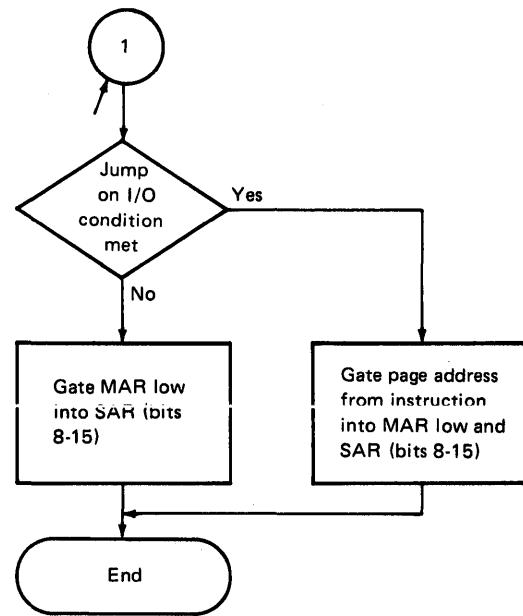 1
Jump
on I/O
condition
met
Yes
No
Gate MAR low
into SAR (bits
8-15)
Gate page address
from instruction
into MAR low and
SAR (bits 8-15)
End